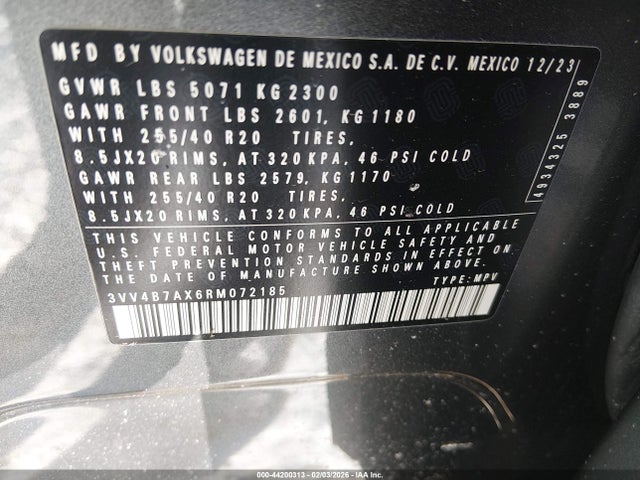 MFD BY VOLKSWAGEN DE MEXICO S.A. DE C.V. MEXICO 12/23
GVWR LBS 5071 KG2300
GAWR FRONT LBS 2601, KG1180
WITH 255/40 R20 TIRES,
8.5JX20 RIMS, AT 320 KPA, 46 PSI COLD
GAWR REAR LBS 2579, KG1170
WITH 255/40 R20 TIRES,
8.5JX20 RIMS, AT 320 KPA, 46 PSI COLD
THIS VEHICLE CONFORMS TO ALL APPLICABLE
U.S. FEDERAL MOTOR VEHICLE SAFETY AND
THEFT PREVENTION STANDARDS IN EFFECT ON
THE DATE OF MANUFACTURE SHOWN ABOVE.
3VV4B7AX6RM072185 TYPE: MPV
4934325 3889
000-44200313 - 02/03/2026 - IAA Inc.